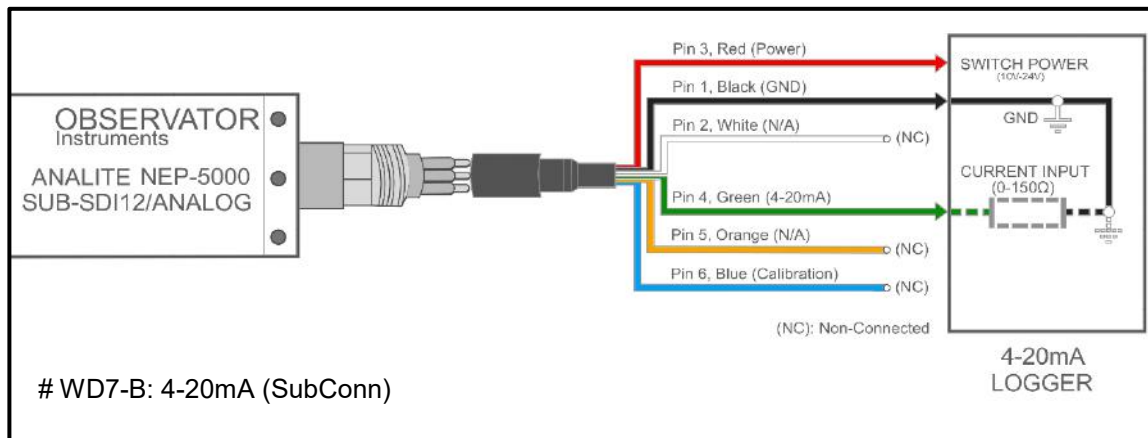 OBSERVATOR
Instruments
ANALITE NEP-5000
SUB-SDI12/ANALOG
Pin 3, Red (Power)
Pin 1, Black (GND)
Pin 2, White (N/A)
(NC)
Pin 4, Green (4-20mA)
Pin 5, Orange (N/A)
(NC)
Pin 6, Blue (Calibration)
(NC)
(NC): Non-Connected
SWITCH POWER
(10V-24V)
GND
CURRENT INPUT
(0-150Ω)
4-20mA
LOGGER
# WD7-B: 4-20mA (SubConn)